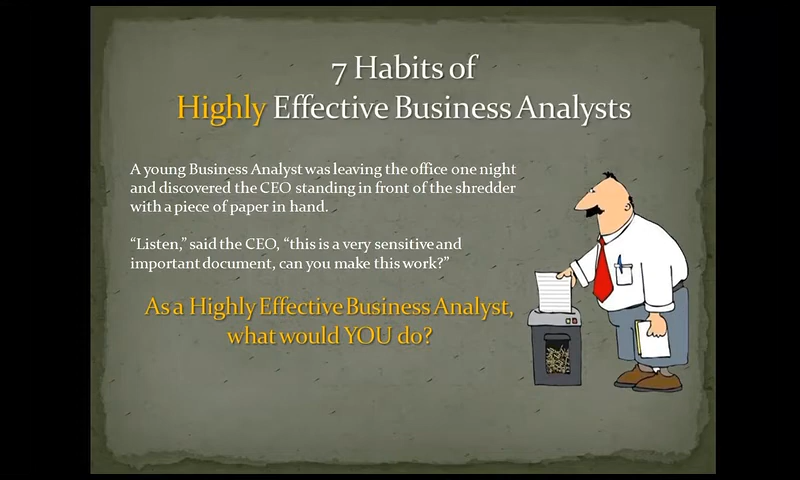 7 Habits of
Highly Effective Business Analysts
A young Business Analyst was leaving the office one night
and discovered the CEO standing in front of the shredder
with a piece of paper in hand.
“Listen,” said the CEO, “this is a very sensitive and
important document, can you make this work?”
As a Highly Effective Business Analyst,
what would YOU do?